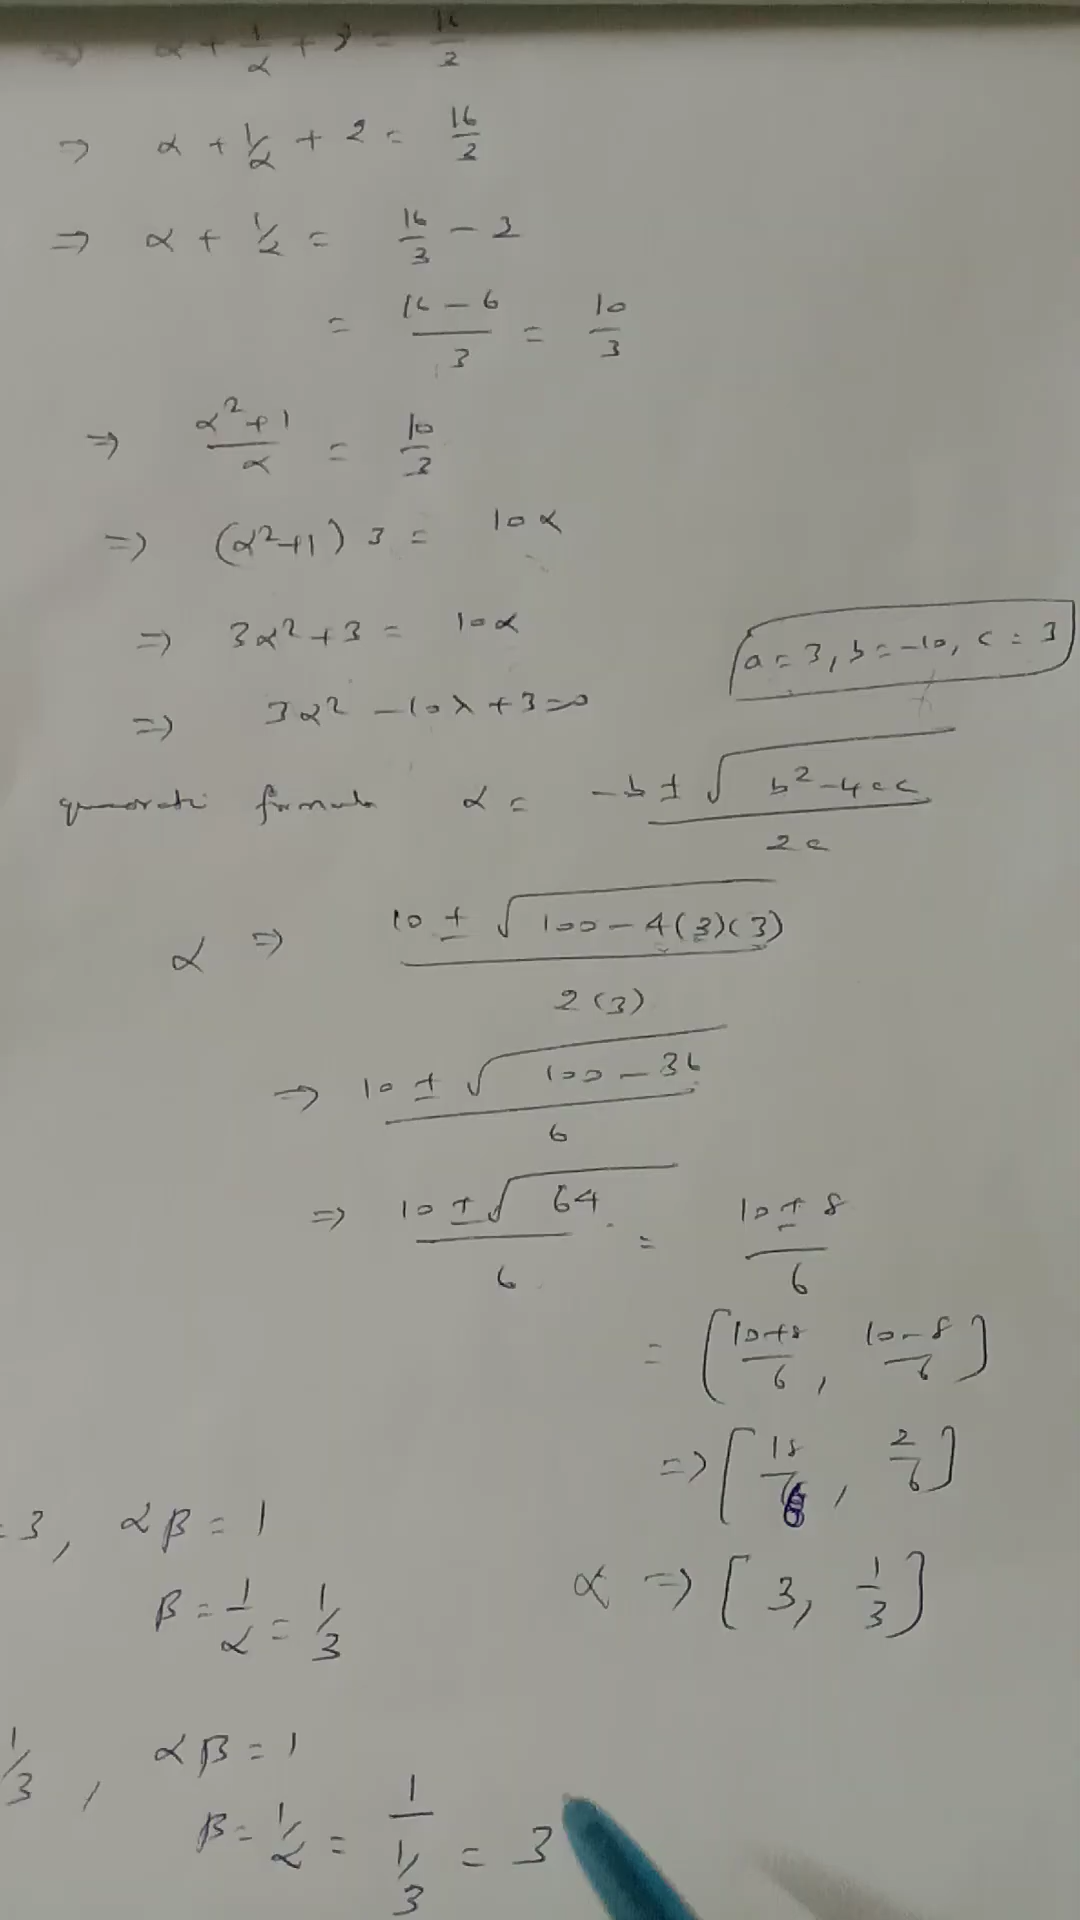 ⇒ α + 1/α + 2 = 16/3
⇒ α + 1/α + 2 = 16/3
⇒ α + 1/α = 16/3 - 2
= (16 - 6)/3 = 10/3
⇒ (α² + 1)/α = 10/3
⇒ (α² + 1) 3 = 10α
⇒ 3α² + 3 = 10α
a = 3, b = -10, c = 3
⇒ 3α² - 10α + 3 = 0
formula α = (-b ± √(b² - 4ac))/2a
α ⇒ (10 ± √(100 - 4(3)(3)))/2(3)
⇒ (10 ± √(100 - 36))/6
⇒ (10 ± √64)/6 = (10 ± 8)/6
= [(10+8)/6, (10-8)/6]
⇒ [18/6, 2/6]
= 3, αβ = 1
α ⇒ [3, 1/3]
β = 1/α = 1/3
1/3, αβ = 1
β = 1/α = 1/(1/3) = 3